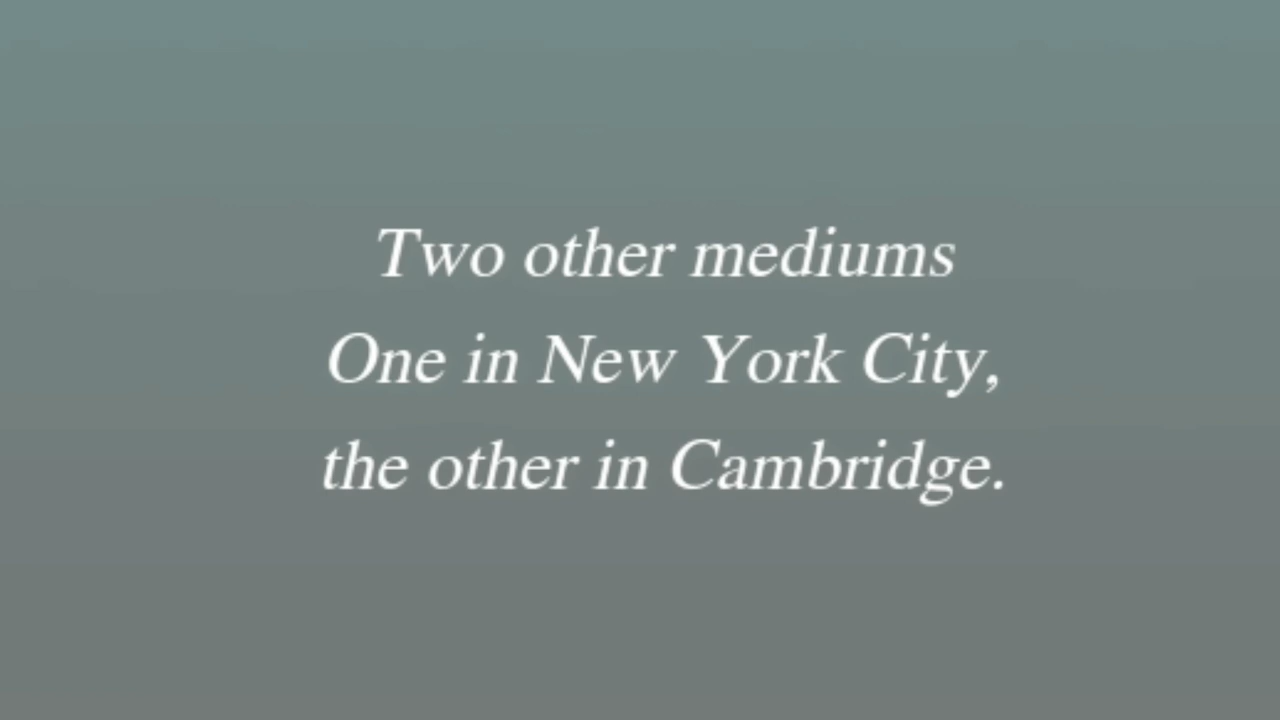 Two other mediums
One in New York City,
the other in Cambridge.